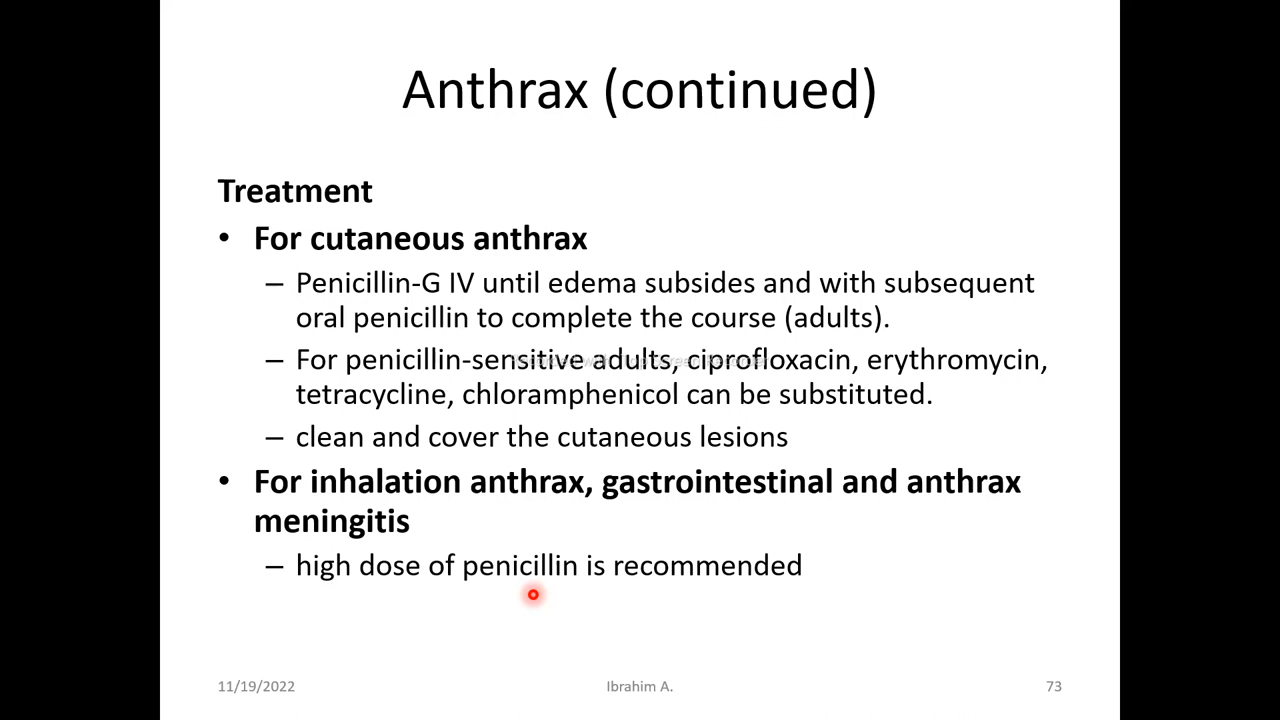 Anthrax (continued)
Treatment
• For cutaneous anthrax
– Penicillin-G IV until edema subsides and with subsequent
oral penicillin to complete the course (adults).
– For penicillin-sensitive adults, ciprofloxacin, erythromycin,
tetracycline, chloramphenicol can be substituted.
– clean and cover the cutaneous lesions
• For inhalation anthrax, gastrointestinal and anthrax
meningitis
– high dose of penicillin is recommended
11/19/2022 Ibrahim A. 73